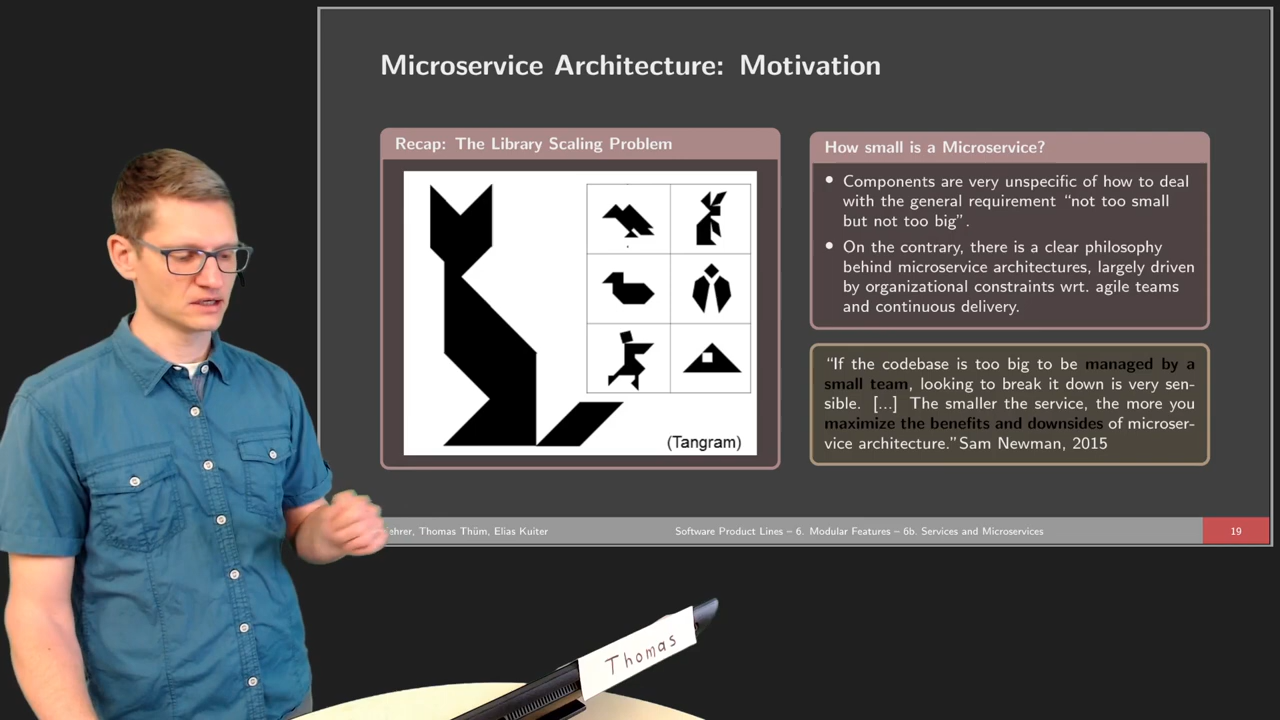 Microservice Architecture: Motivation
Recap: The Library Scaling Problem
(Tangram)
How small is a Microservice?
Components are very unspecific of how to deal
with the general requirement “not too small
but not too big”.
On the contrary, there is a clear philosophy
behind microservice architectures, largely driven
by organizational constraints wrt. agile teams
and continuous delivery.
“If the codebase is too big to be managed by a
small team, looking to break it down is very sen-
sible. [...] The smaller the service, the more you
maximize the benefits and downsides of microser-
vice architecture.” Sam Newman, 2015
Thomas Thüm, Elias Kuiter
Software Product Lines – 6. Modular Features – 6b. Services and Microservices
19
Thomas